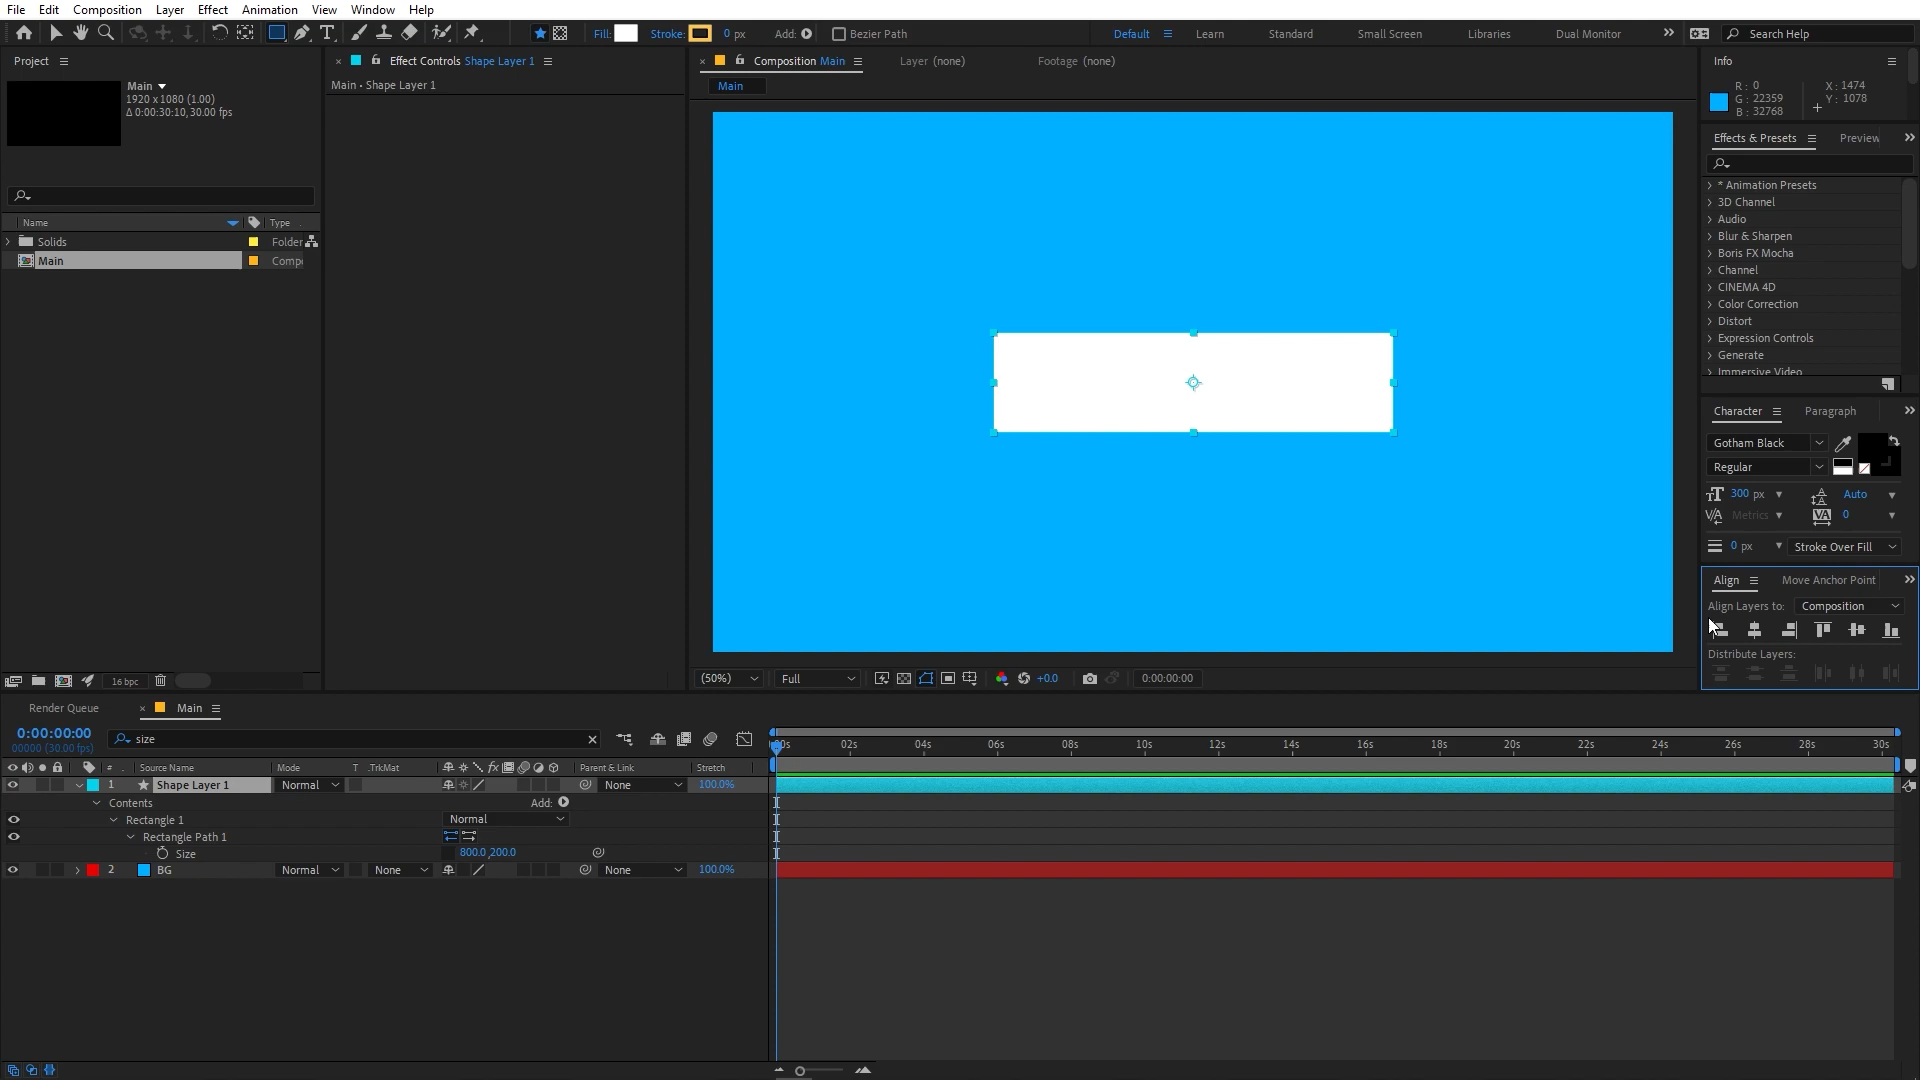 File Edit Composition Layer Effect Animation View Window Help
Fill: Stroke: 0 px Add: Bezier Path Default Learn Standard Small Screen Libraries Dual Monitor Search Help
Project
Main
1920 x 1080 (1.00)
Δ 0:00:30:10, 30.00 fps
Name Type
Solids Folder
Main Comp
16 bpc
Effect Controls Shape Layer 1
Main • Shape Layer 1
Composition Main Layer (none) Footage (none)
Main
(50%) Full +0.0 0:00:00:00
Info
R: 0 X: 1474
G: 22359 Y: 1078
B: 32768
Effects & Presets Preview
* Animation Presets
3D Channel
Audio
Blur & Sharpen
Boris FX Mocha
Channel
CINEMA 4D
Color Correction
Distort
Expression Controls
Generate
Immersive Video
Character Paragraph
Gotham Black
Regular
300 px Auto
Metrics 0
0 px Stroke Over Fill
Align Move Anchor Point
Align Layers to: Composition
Distribute Layers:
Render Queue Main
0:00:00:00 size
00000 (30.00 fps)
02s 04s 06s 08s 10s 12s 14s 16s 18s 20s 22s 24s 26s 28s 30s
# Source Name Mode T .TrkMat fx Parent & Link Stretch
1 Shape Layer 1 Normal None 100.0%
Contents Add:
Rectangle 1 Normal
Rectangle Path 1
Size 800.0,200.0
2 BG Normal None None 100.0%